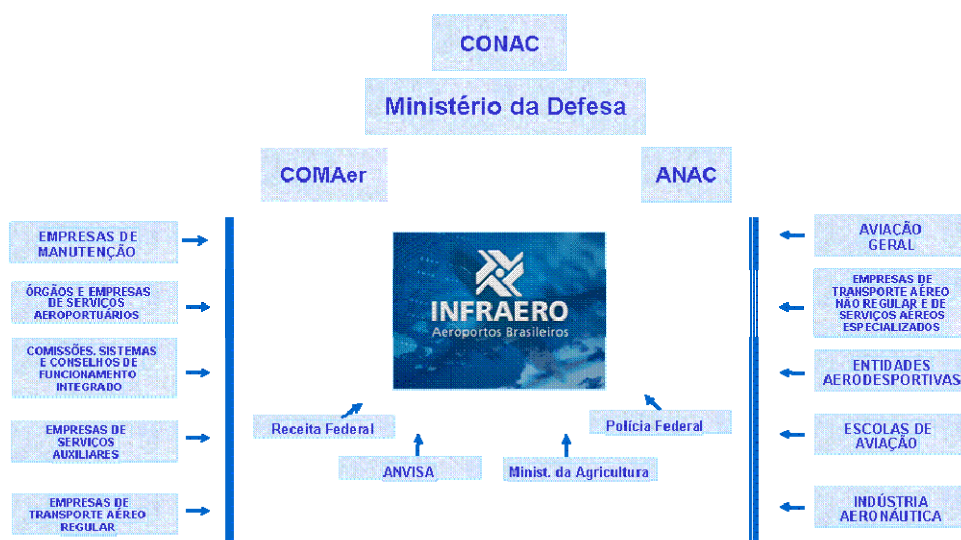 CONAC
Ministério da Defesa
COMAer
ANAC
EMPRESAS DE
MANUTENÇÃO
ÓRGÃOS E EMPRESAS
DE SERVIÇOS
AEROPORTUÁRIOS
COMISSÕES, SISTEMAS
E CONSELHOS DE
FUNCIONAMENTO
INTEGRADO
EMPRESAS DE
SERVIÇOS
AUXILIARES
EMPRESAS DE
TRANSPORTE AÉREO
REGULAR
INFRAERO
Aeroportos Brasileiros
Receita Federal
ANVISA
Minist. da Agricultura
Polícia Federal
AVIAÇÃO
GERAL
EMPRESAS DE
TRANSPORTE AÉREO
NÃO REGULAR E DE
SERVIÇOS AÉREOS
ESPECIALIZADOS
ENTIDADES
AERODESPORTIVAS
ESCOLAS DE
AVIAÇÃO
INDÚSTRIA
AERONÁUTICA